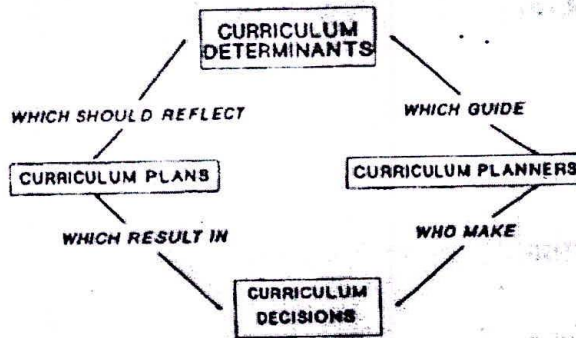 CURRICULUM
DETERMINANTS
WHICH SHOULD REFLECT
WHICH GUIDE
CURRICULUM PLANS
CURRICULUM PLANNERS
WHICH RESULT IN
WHO MAKE
CURRICULUM
DECISIONS